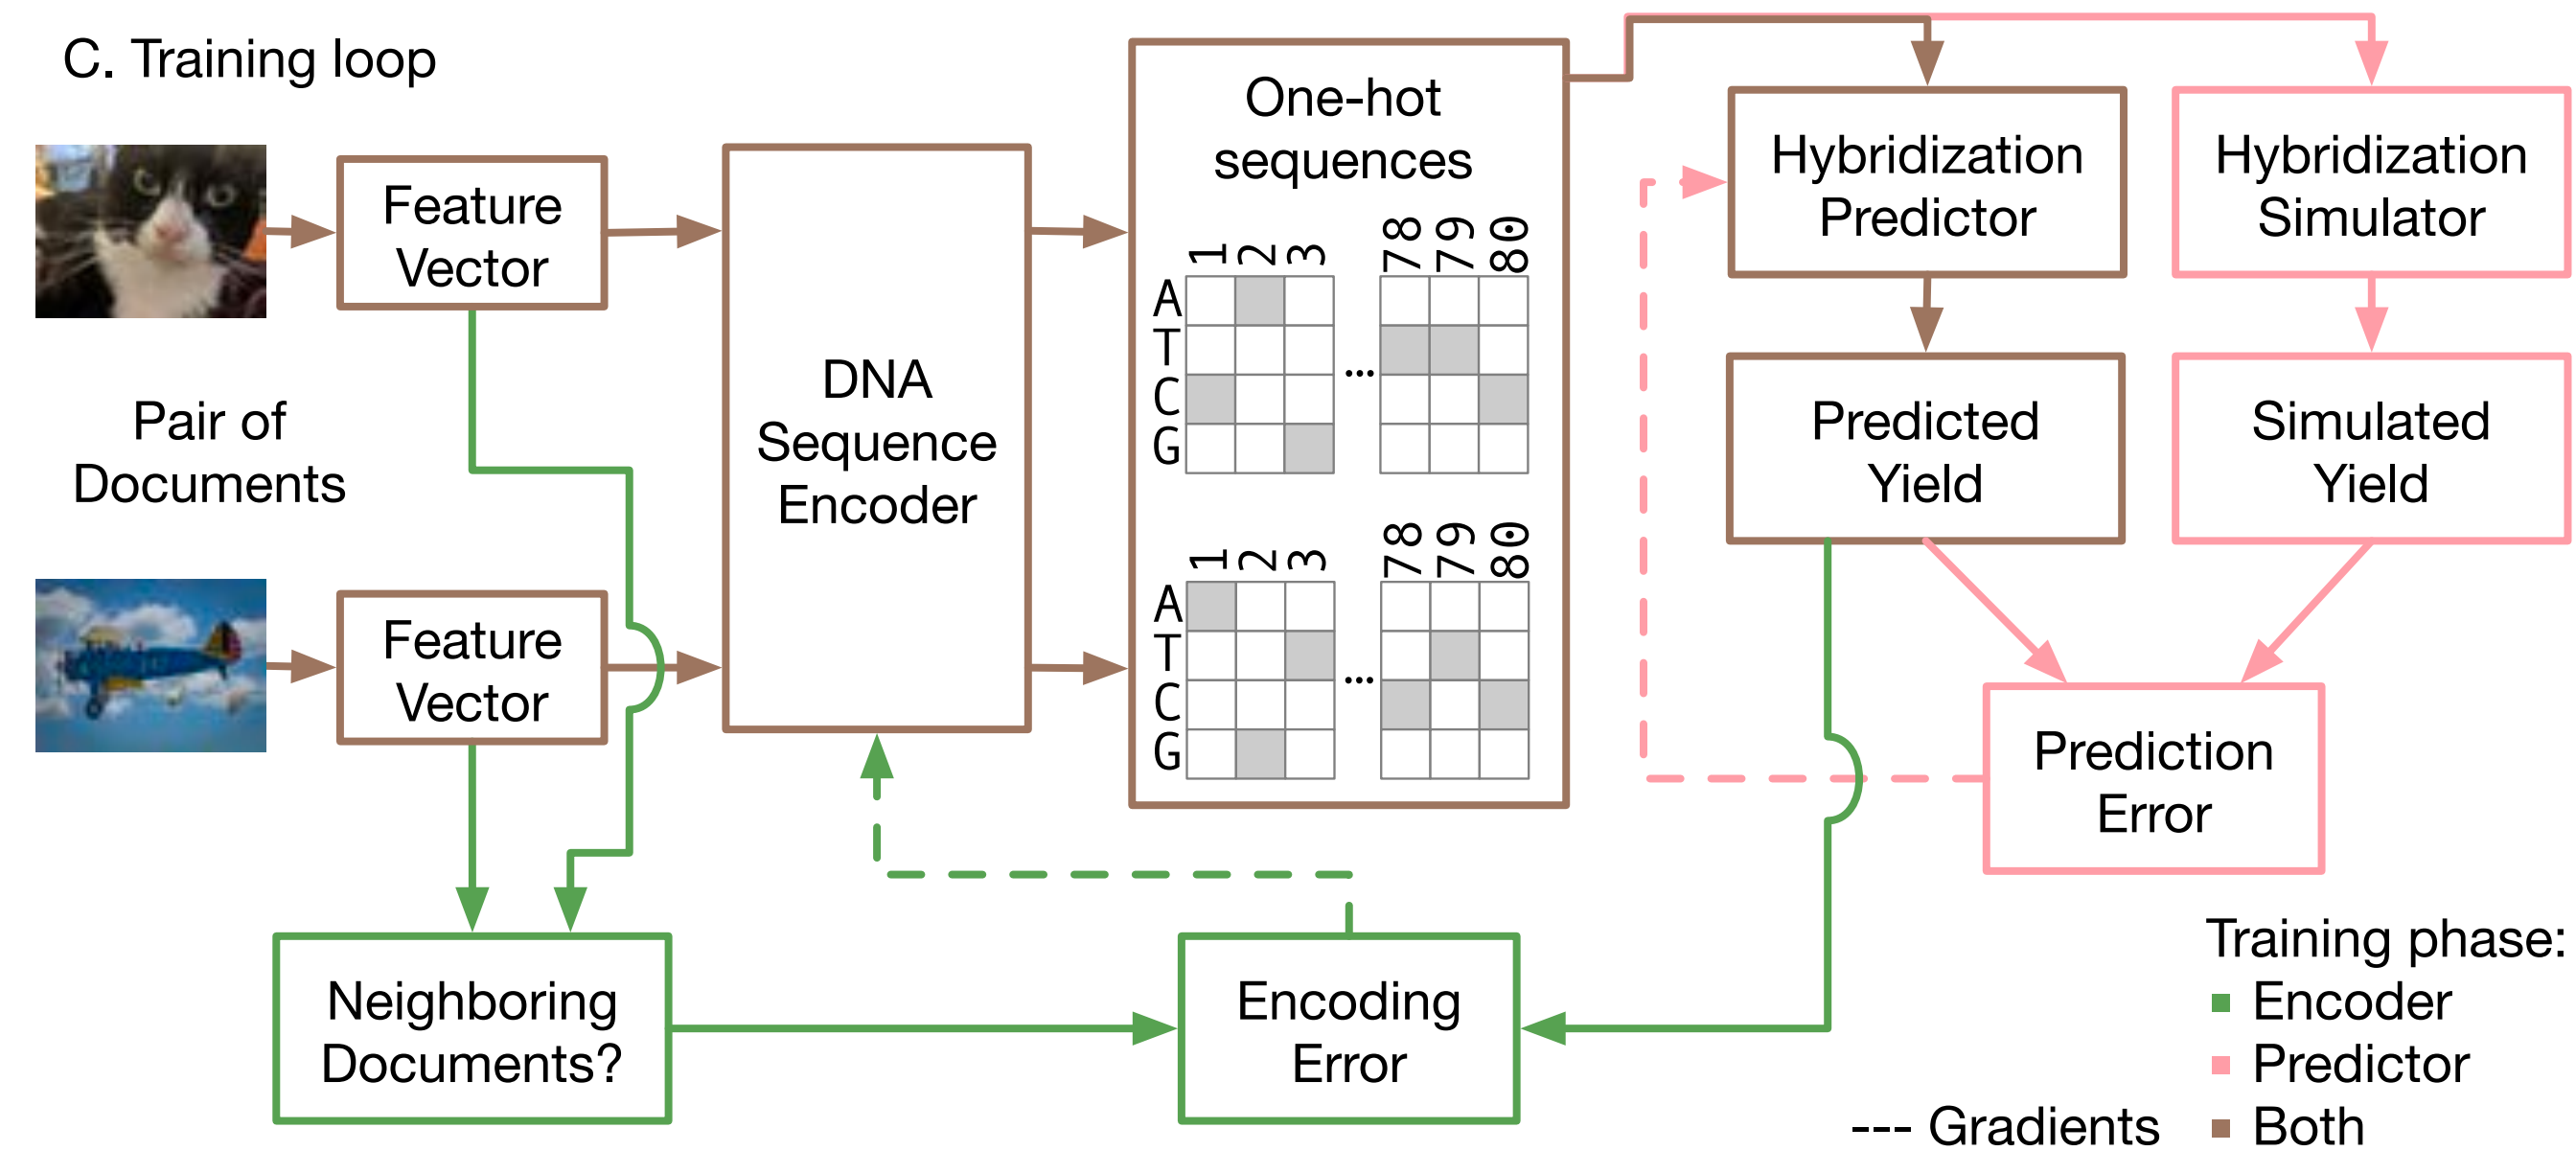 C. Training loop
Feature
Vector
Pair of
Documents
Feature
Vector
DNA
Sequence
Encoder
One-hot
sequences
1 2 3 78 79 80
A
T
...
C
G
1 2 3 78 79 80
A
T
...
C
G
Hybridization
Predictor
Hybridization
Simulator
Predicted
Yield
Simulated
Yield
Prediction
Error
Neighboring
Documents?
Encoding
Error
Training phase:
Encoder
Predictor
Both
--- Gradients